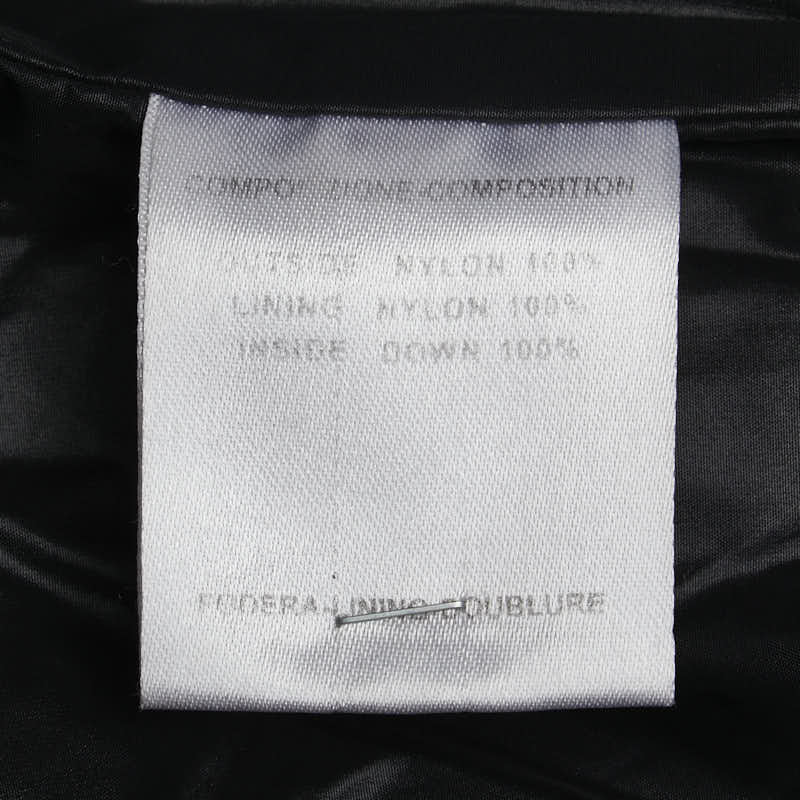 COMPOSIZIONE-COMPOSITION
OUTSIDE NYLON 100%
LINING NYLON 100%
INSIDE DOWN 100%
FODERA-LINING-DOUBLURE